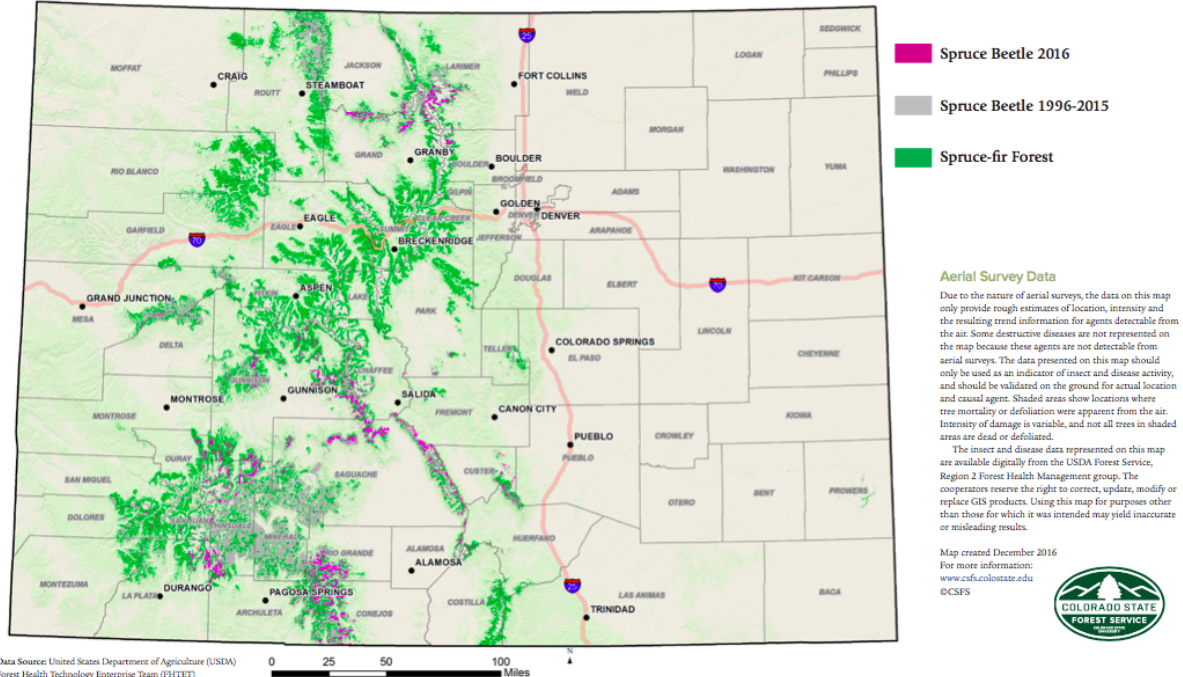 SEDGWICK
LOGAN
PHILLIPS
MOFFAT
CRAIG
ROUTT
STEAMBOAT
JACKSON
LARIMER
25
FORT COLLINS
WELD
MORGAN
WASHINGTON
YUMA
RIO BLANCO
GRAND
GRANBY
BOULDER
BOULDER
BROOMFIELD
GILPIN
ADAMS
GARFIELD
70
EAGLE
EAGLE
SUMMIT
CLEAR CREEK
GOLDEN
DENVER
DENVER
JEFFERSON
ARAPAHOE
BRECKENRIDGE
DOUGLAS
ELBERT
70
KIT CARSON
GRAND JUNCTION
MESA
PITKIN
ASPEN
LAKE
PARK
LINCOLN
DELTA
TELLER
COLORADO SPRINGS
EL PASO
CHEYENNE
GUNNISON
CHAFFEE
GUNNISON
SALIDA
MONTROSE
MONTROSE
FREMONT
CANON CITY
KIOWA
PUEBLO
PUEBLO
CROWLEY
OURAY
SAN MIGUEL
SAGUACHE
CUSTER
OTERO
BENT
PROWERS
DOLORES
SAN JUAN
HINSDALE
MINERAL
HUERFANO
RIO GRANDE
ALAMOSA
ALAMOSA
MONTEZUMA
LA PLATA
DURANGO
PAGOSA SPRINGS
ARCHULETA
CONEJOS
COSTILLA
25
LAS ANIMAS
TRINIDAD
BACA
Spruce Beetle 2016
Spruce Beetle 1996-2015
Spruce-fir Forest
Aerial Survey Data
Due to the nature of aerial surveys, the data on this map
only provide rough estimates of location, intensity and
the resulting trend information for agents detectable from
the air. Some destructive diseases are not represented on
the map because these agents are not detectable from
aerial surveys. The data presented on this map should
only be used as an indicator of insect and disease activity,
and should be validated on the ground for actual location
and causal agent. Shaded areas show locations where
tree mortality or defoliation were apparent from the air.
Intensity of damage is variable, and not all trees in shaded
areas are dead or defoliated.
The insect and disease data represented on this map
are available digitally from the USDA Forest Service,
Region 2 Forest Health Management group. The
cooperators reserve the right to correct, update, modify or
replace GIS products. Using this map for purposes other
than those for which it was intended may yield inaccurate
or misleading results.
Map created December 2016
For more information:
www.csfs.colostate.edu
©CSFS
COLORADO STATE
FOREST SERVICE
COLORADO STATE
UNIVERSITY
Data Source: United States Department of Agriculture (USDA)
Forest Health Technology Enterprise Team (FHTET)
0 25 50 100
Miles
N